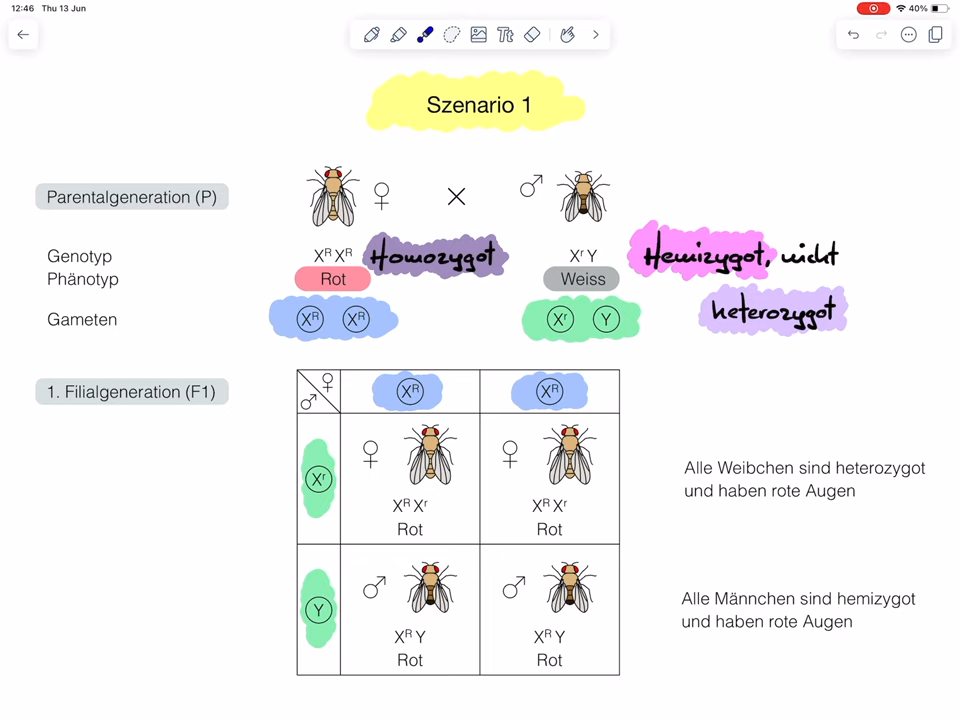 12:46 Thu 13 Jun
40%
Tt
Szenario 1
Parentalgeneration (P)
♀ × ♂
Genotyp
Xᴿ Xᴿ Homozygot
Xʳ Y Hemizygot, nicht
Phänotyp
Rot
Weiss
heterozygot
Gameten
Xᴿ Xᴿ
Xʳ Y
1. Filialgeneration (F1)
♀
♂
Xᴿ Xᴿ
Xʳ
♀ ♀
Xᴿ Xʳ Xᴿ Xʳ
Rot Rot
Alle Weibchen sind heterozygot
und haben rote Augen
Y
♂ ♂
Xᴿ Y Xᴿ Y
Rot Rot
Alle Männchen sind hemizygot
und haben rote Augen